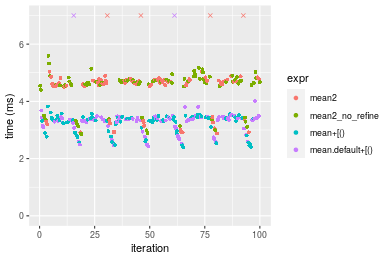 time (ms)
6
4
2
0
0
25
50
75
100
iteration
expr
mean2
mean2_no_refine
mean+[()
mean.default+[()